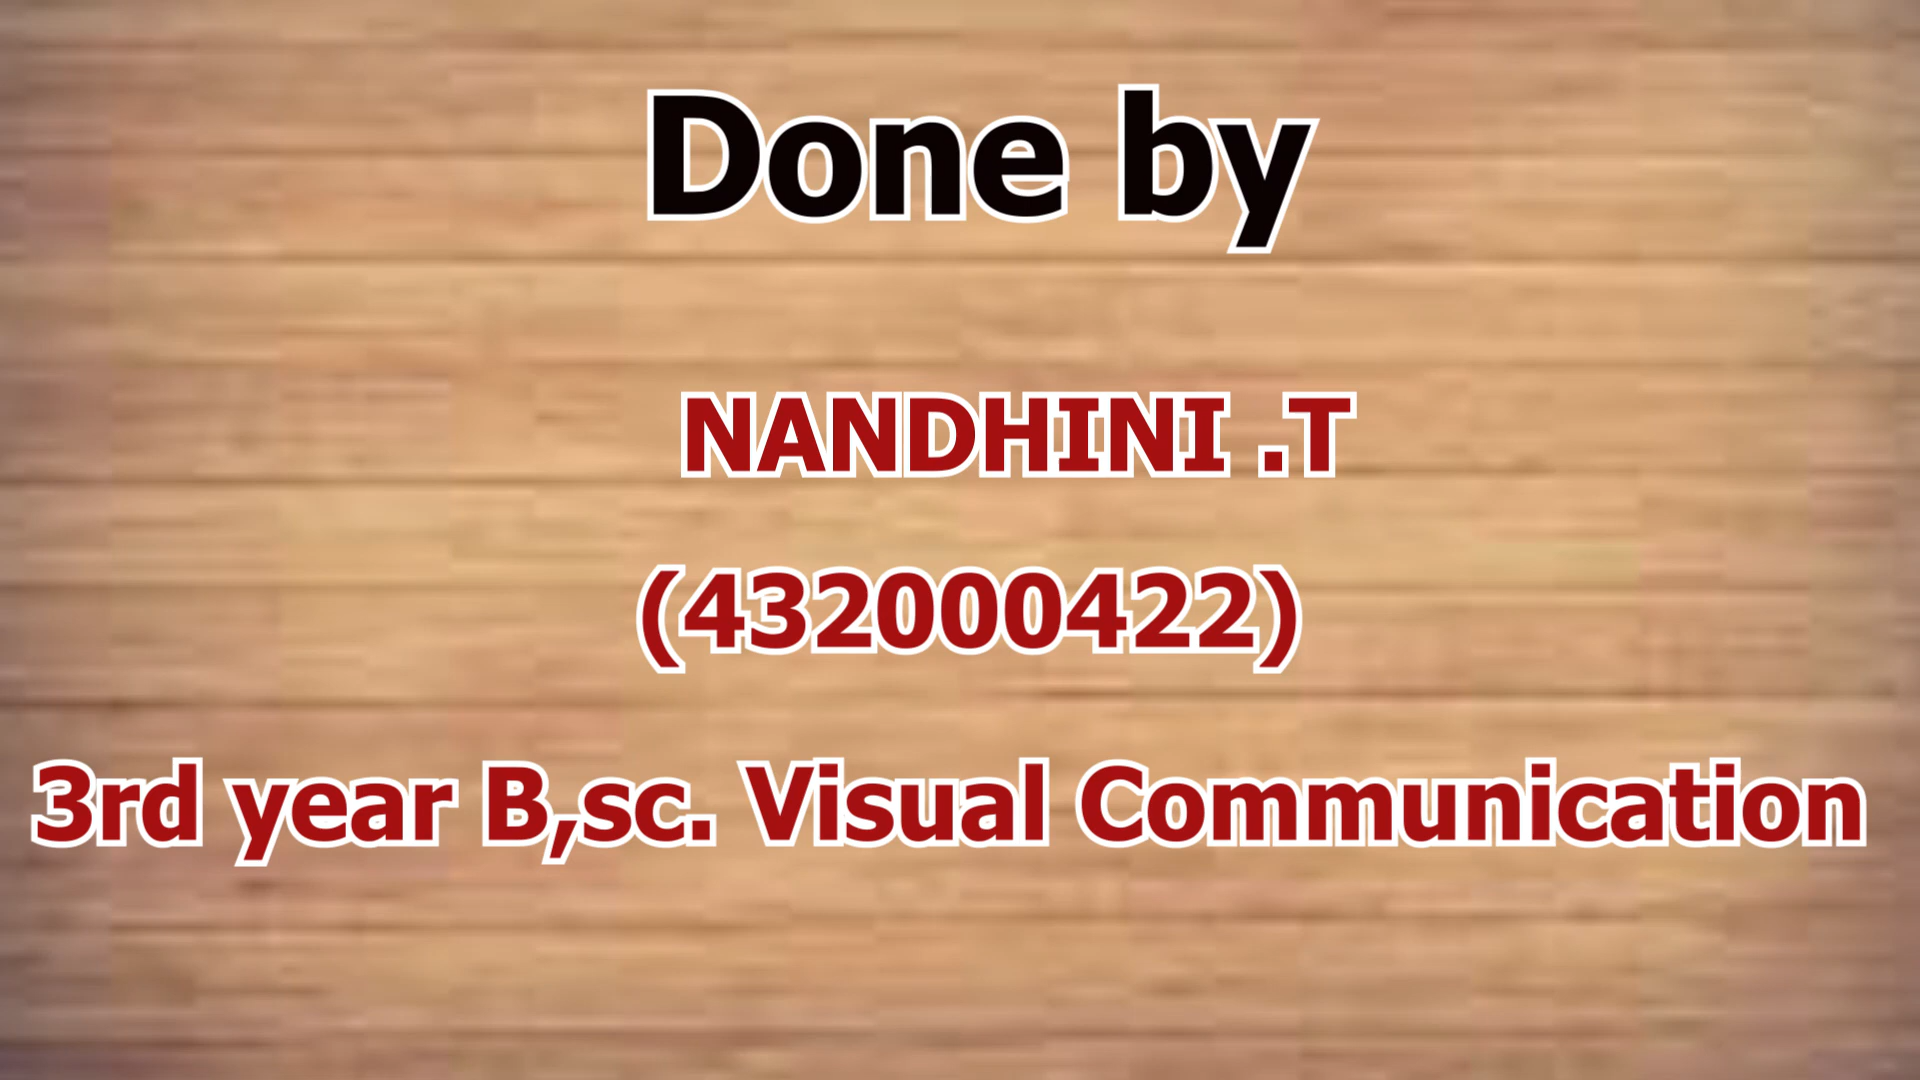 Done by
NANDHINI .T
(432000422)
3rd year B,sc. Visual Communication